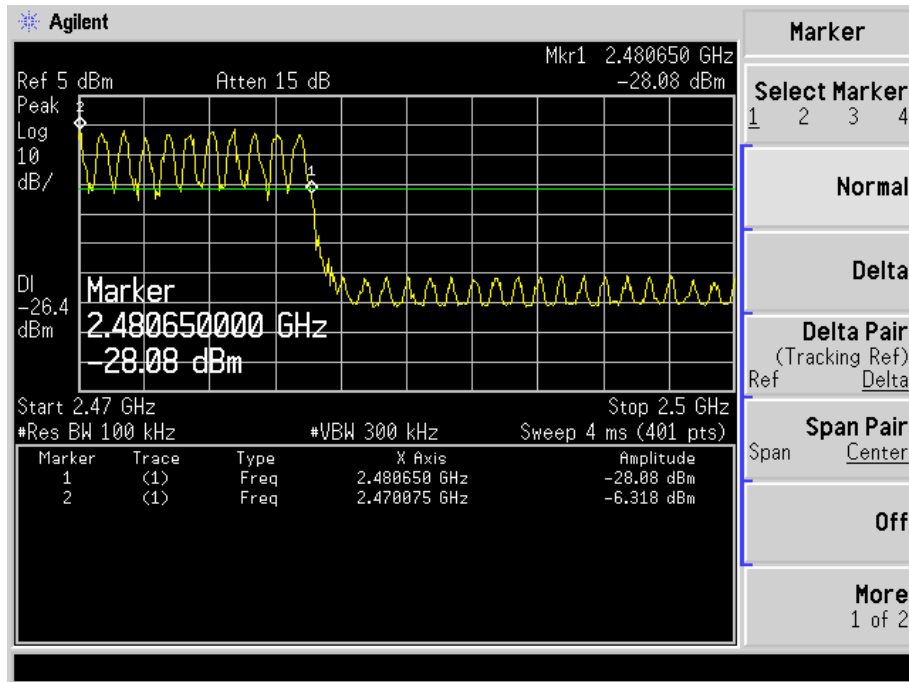 Agilent
Marker
Mkr1 2.480650 GHz
Ref 5 dBm Atten 15 dB -28.08 dBm
Peak
Log
10
dB/
2
1
DI
-26.4
dBm
Marker
2.480650000 GHz
-28.08 dBm
Start 2.47 GHz Stop 2.5 GHz
#Res BW 100 kHz #VBW 300 kHz Sweep 4 ms (401 pts)
Marker Trace Type X Axis Amplitude
1 (1) Freq 2.480650 GHz -28.08 dBm
2 (1) Freq 2.470075 GHz -6.318 dBm
Select Marker
1 2 3 4
Normal
Delta
Delta Pair
(Tracking Ref)
Ref Delta
Span Pair
Span Center
Off
More
1 of 2